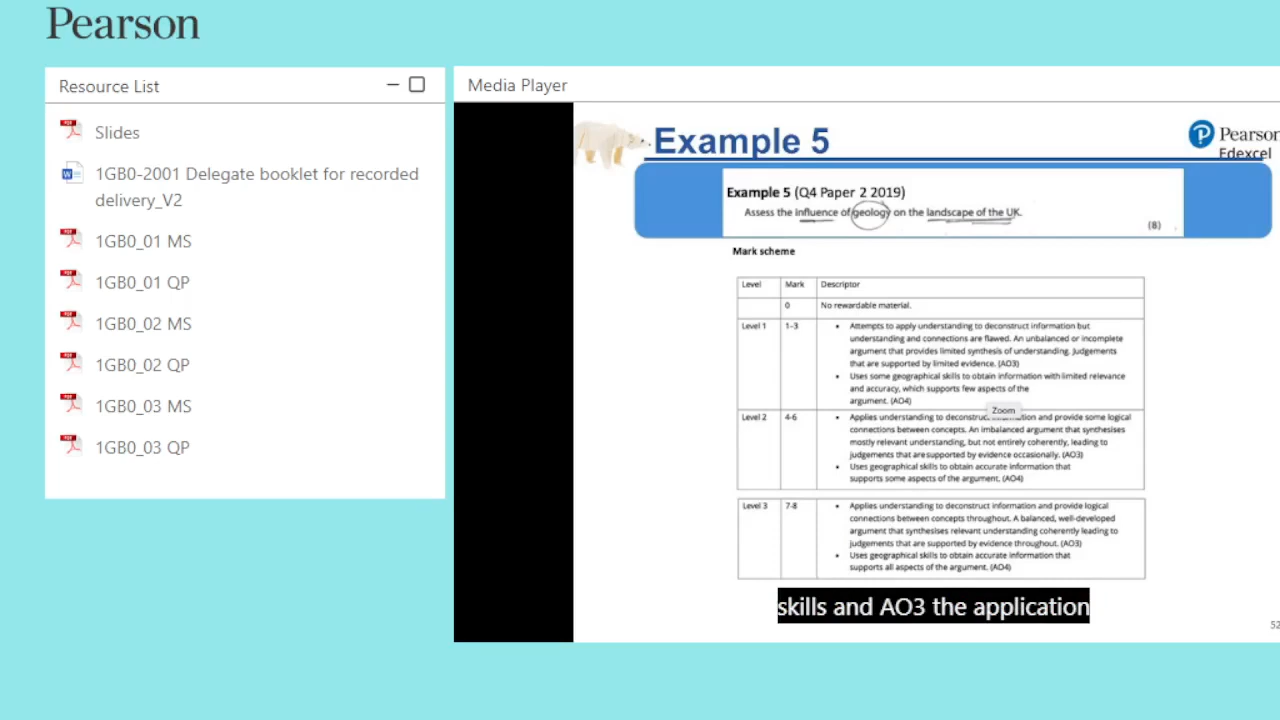 Pearson
Resource List
Slides
1GB0-2001 Delegate booklet for recorded
delivery_V2
1GB0_01 MS
1GB0_01 QP
1GB0_02 MS
1GB0_02 QP
1GB0_03 MS
1GB0_03 QP
Media Player
Example 5
Pearson
Edexcel
Example 5 (Q4 Paper 2 2019)
Assess the influence of geology on the landscape of the UK.
(8)
Mark scheme
Level Mark Descriptor
0 No rewardable material.
Level 1 1–3 • Attempts to apply understanding to deconstruct information but
understanding and connections are flawed. An unbalanced or incomplete
argument that provides limited synthesis of understanding. Judgements
that are supported by limited evidence. (AO3)
• Uses some geographical skills to obtain information with limited relevance
and accuracy, which supports few aspects of the
argument. (AO4)
Zoom
Level 2 4-6 • Applies understanding to deconstruct information and provide some logical
connections between concepts. An imbalanced argument that synthesises
mostly relevant understanding, but not entirely coherently, leading to
judgements that are supported by evidence occasionally. (AO3)
• Uses geographical skills to obtain accurate information that
supports some aspects of the argument. (AO4)
Level 3 7-8 • Applies understanding to deconstruct information and provide logical
connections between concepts throughout. A balanced, well-developed
argument that synthesises relevant understanding coherently leading to
judgements that are supported by evidence throughout. (AO3)
• Uses geographical skills to obtain accurate information that
supports all aspects of the argument. (AO4)
skills and AO3 the application
52